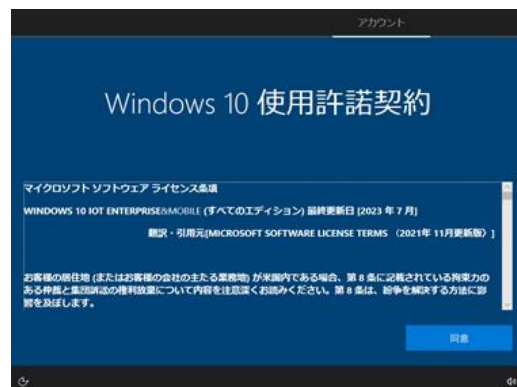 アカウント
Windows 10 使用許諾契約
マイクロソフト ソフトウェア ライセンス条項
WINDOWS 10 IOT ENTERPRISE&MOBILE (すべてのエディション) 最終更新日 [2023 年 7 月]
翻訳・引用元[MICROSOFT SOFTWARE LICENSE TERMS （2021年 11月更新版）]
お客様の居住地 (またはお客様の会社の主たる業務地) が米国内である場合、第 8 条に記載されている拘束力の
ある仲裁と集団訴訟の権利放棄について内容を注意深くお読みください。第 8 条は、紛争を解決する方法に影
響を及ぼします。
同意